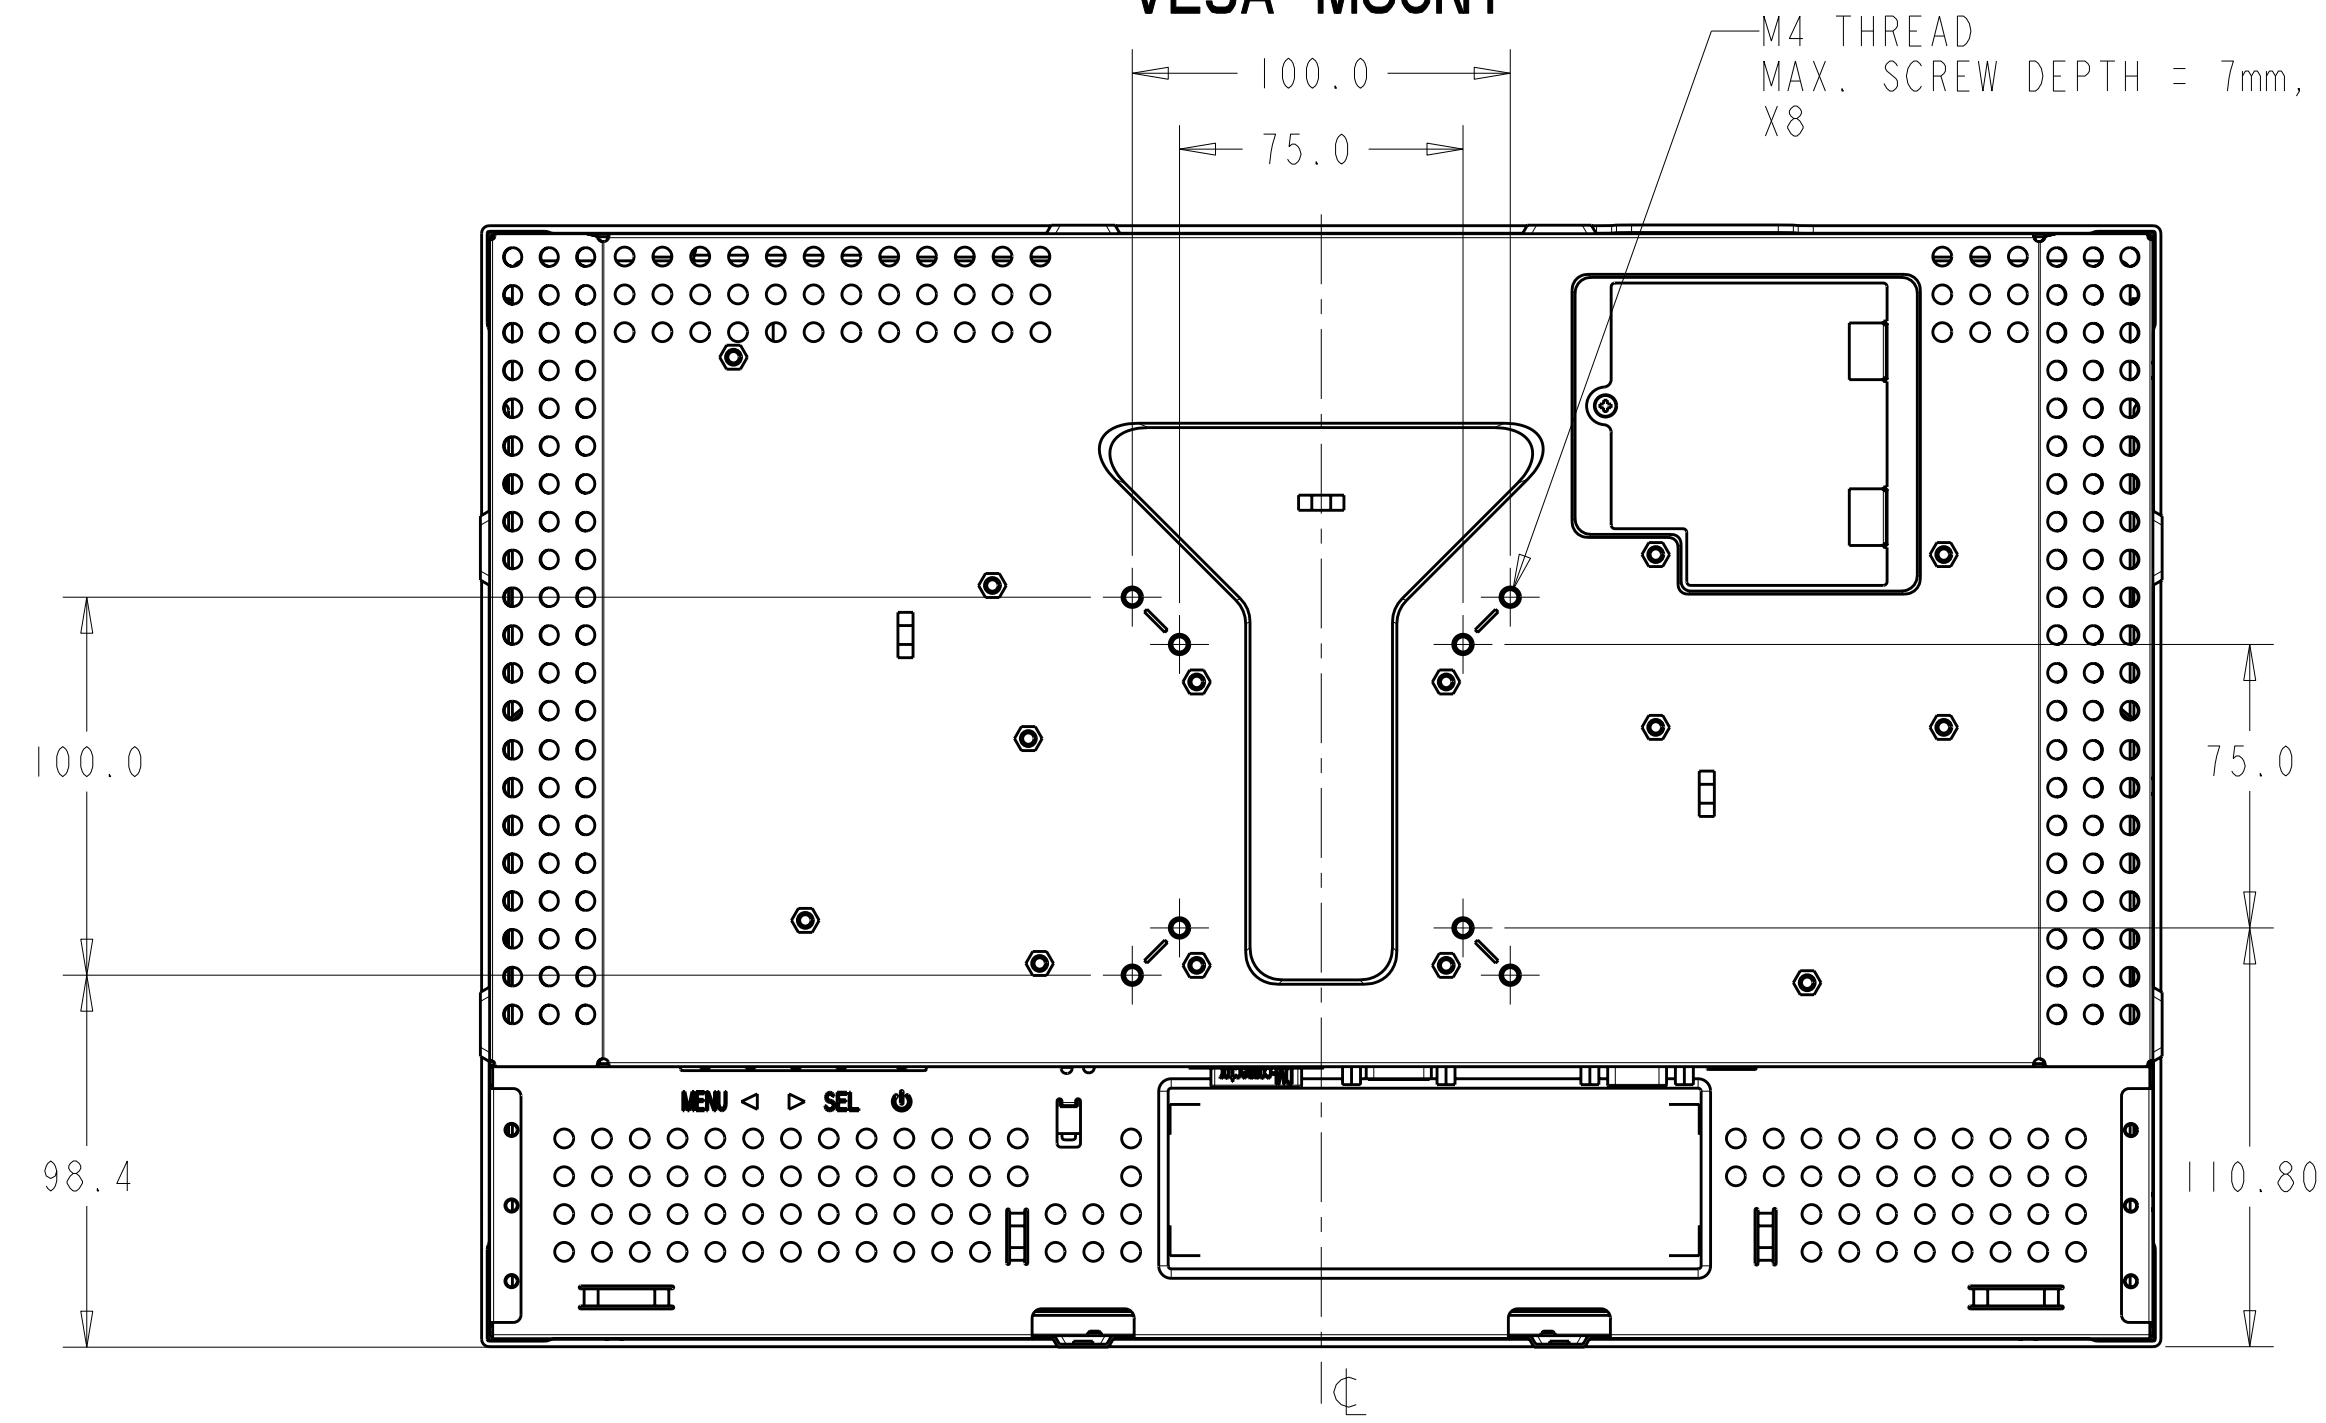 VESA MOUNT
M4 THREAD
MAX. SCREW DEPTH = 7mm,
X8
100.0
75.0
100.0
75.0
MENU ◁ ▷ SEL ⏻
98.4
110.80
℄